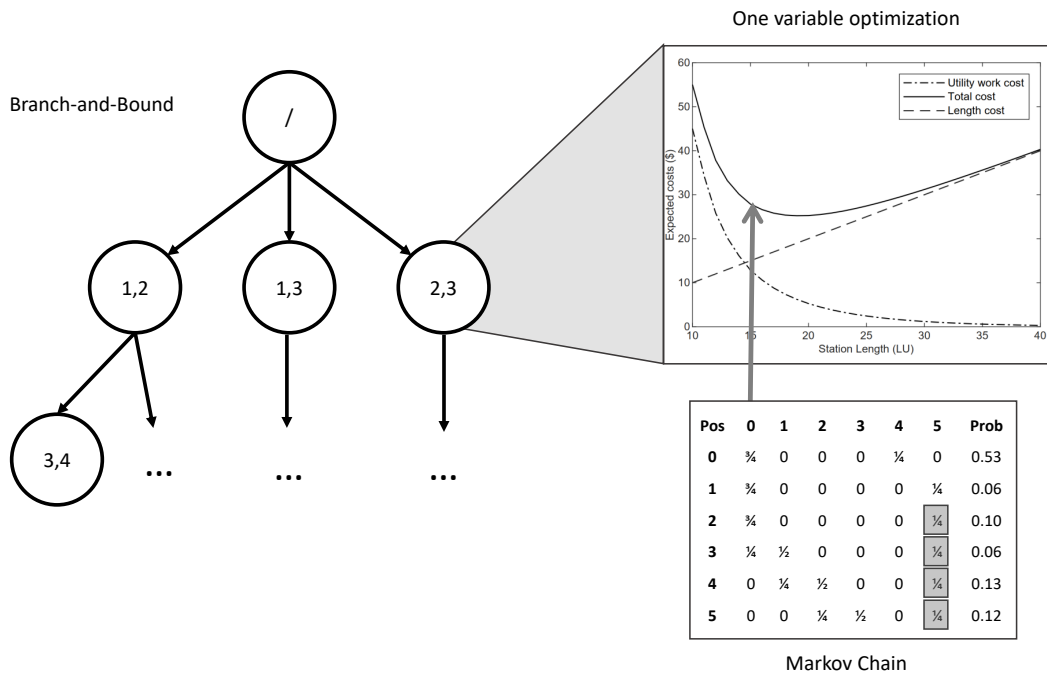 One variable optimization
Branch-and-Bound
/
1,2
1,3
2,3
3,4
...
...
...
Expected costs ($)
60
50
40
30
20
10
0
Utility work cost
Total cost
Length cost
10 15 20 25 30 35 40
Station Length (LU)
Pos 0 1 2 3 4 5 Prob
0 ¾ 0 0 0 ¼ 0 0.53
1 ¾ 0 0 0 0 ¼ 0.06
2 ¾ 0 0 0 0 ¼ 0.10
3 ¼ ½ 0 0 0 ¼ 0.06
4 0 ¼ ½ 0 0 ¼ 0.13
5 0 0 ¼ ½ 0 ¼ 0.12
Markov Chain